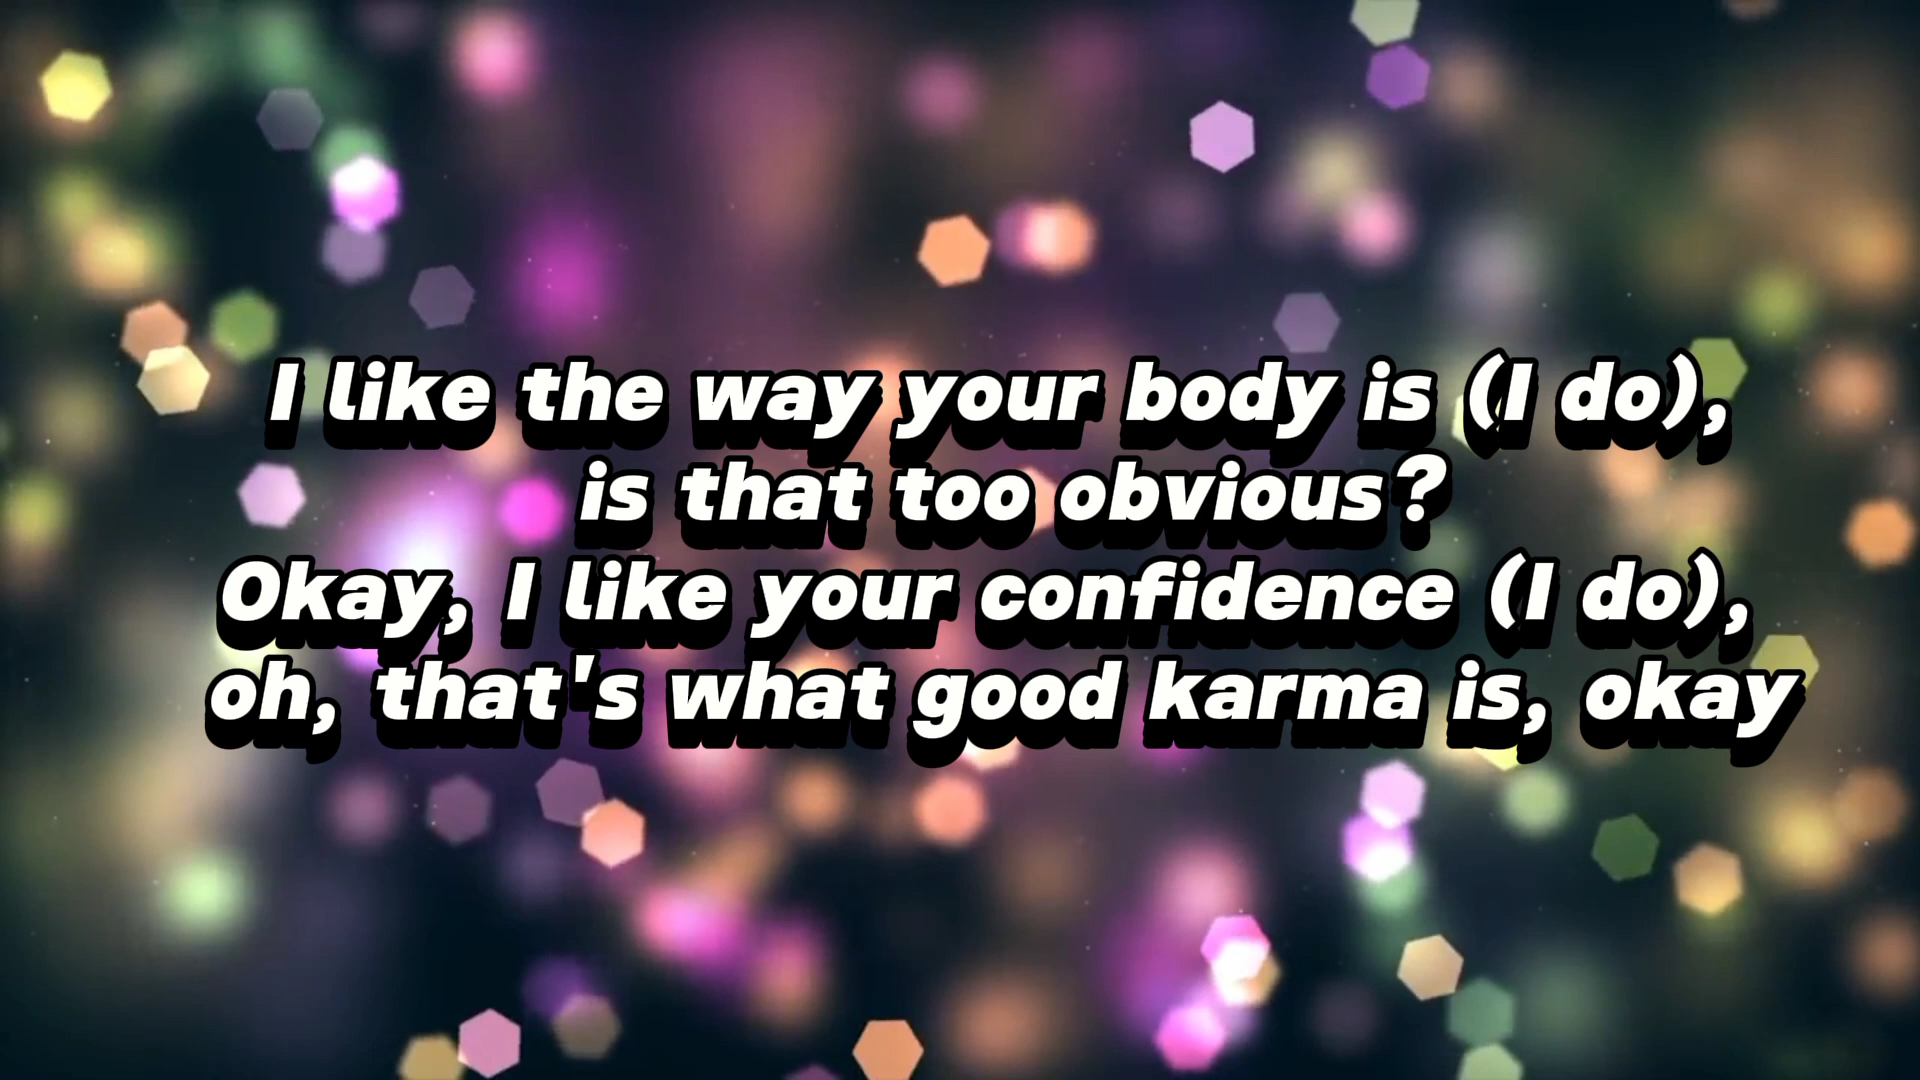 I like the way your body is (I do),
is that too obvious?
Okay, I like your confidence (I do),
oh, that's what good karma is, okay